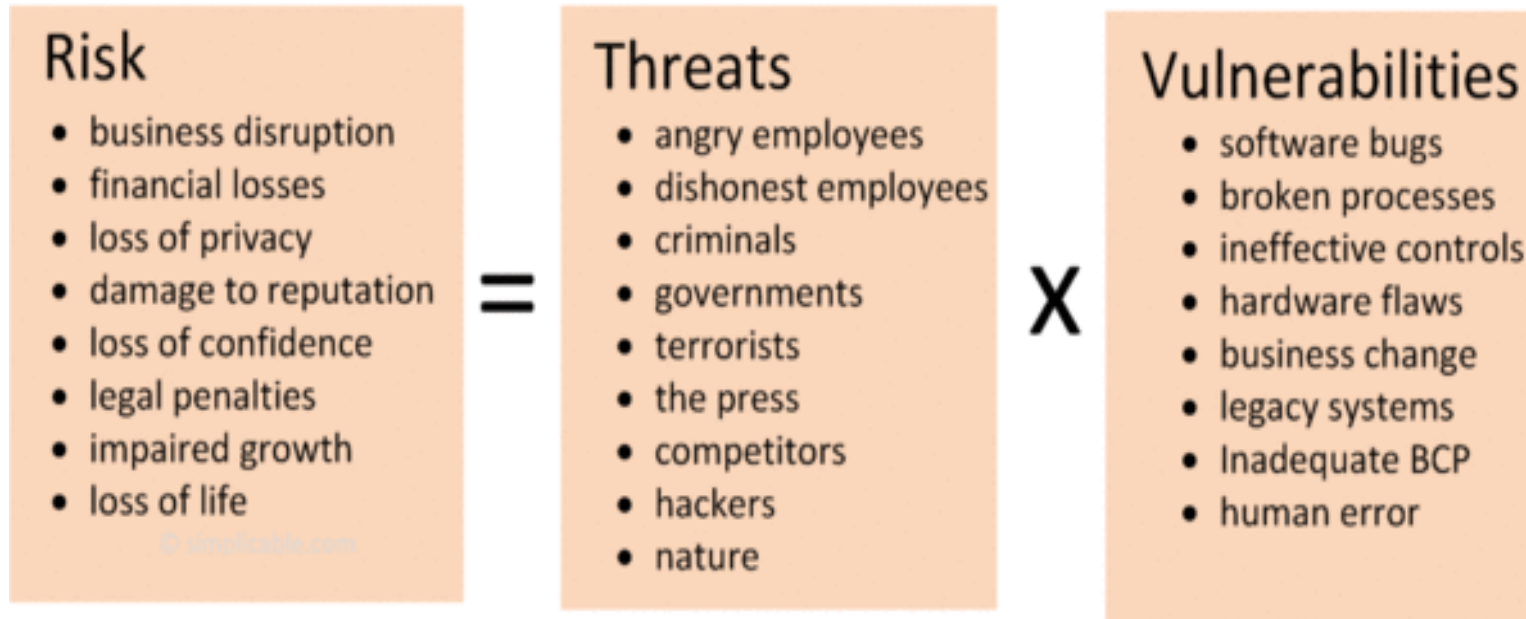 Risk
• business disruption
• financial losses
• loss of privacy
• damage to reputation
• loss of confidence
• legal penalties
• impaired growth
• loss of life
© simplicable.com
=
Threats
• angry employees
• dishonest employees
• criminals
• governments
• terrorists
• the press
• competitors
• hackers
• nature
X
Vulnerabilities
• software bugs
• broken processes
• ineffective controls
• hardware flaws
• business change
• legacy systems
• Inadequate BCP
• human error